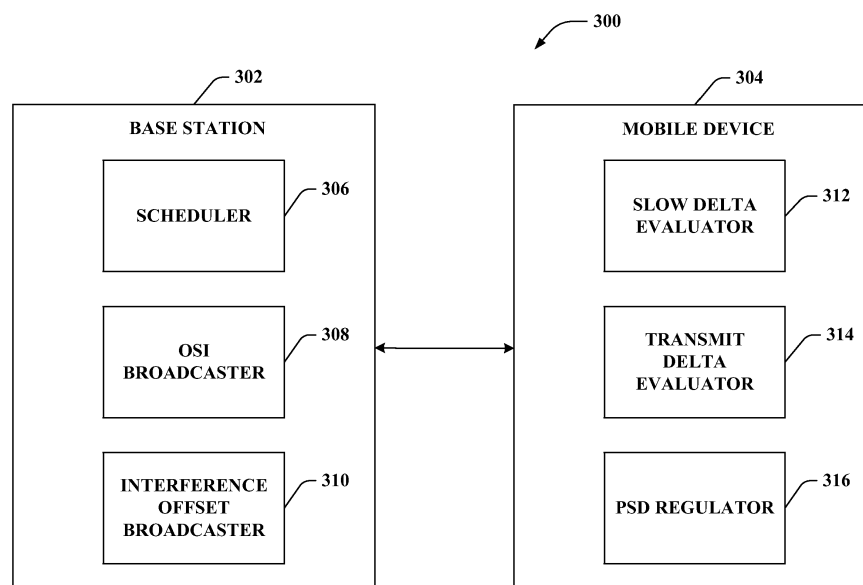 300
302
304
BASE STATION
MOBILE DEVICE
SCHEDULER
306
SLOW DELTA
EVALUATOR
312
OSI
BROADCASTER
308
TRANSMIT
DELTA
EVALUATOR
314
INTERFERENCE
OFFSET
BROADCASTER
310
PSD REGULATOR
316